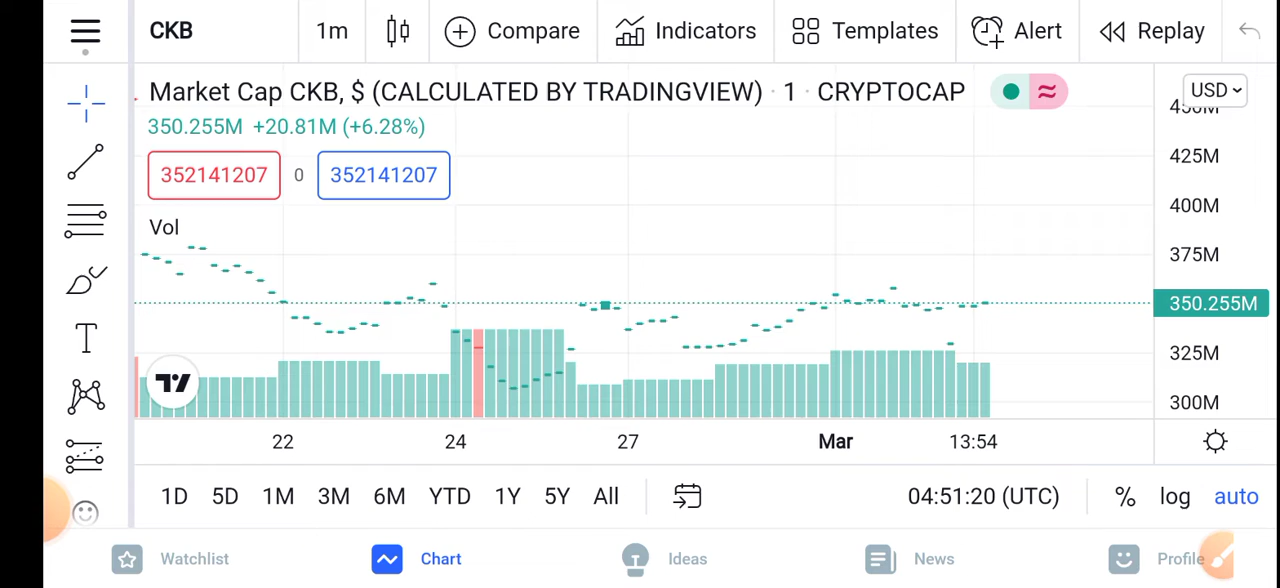 CKB 1m Compare Indicators Templates Alert Replay
Market Cap CKB, $ (CALCULATED BY TRADINGVIEW) · 1 · CRYPTOCAP
USD
350.255M +20.81M (+6.28%)
352141207 0 352141207
Vol
450M
425M
400M
375M
350.255M
325M
300M
22 24 27 Mar 13:54
1D 5D 1M 3M 6M YTD 1Y 5Y All 04:51:20 (UTC) % log auto
Watchlist Chart Ideas News Profile